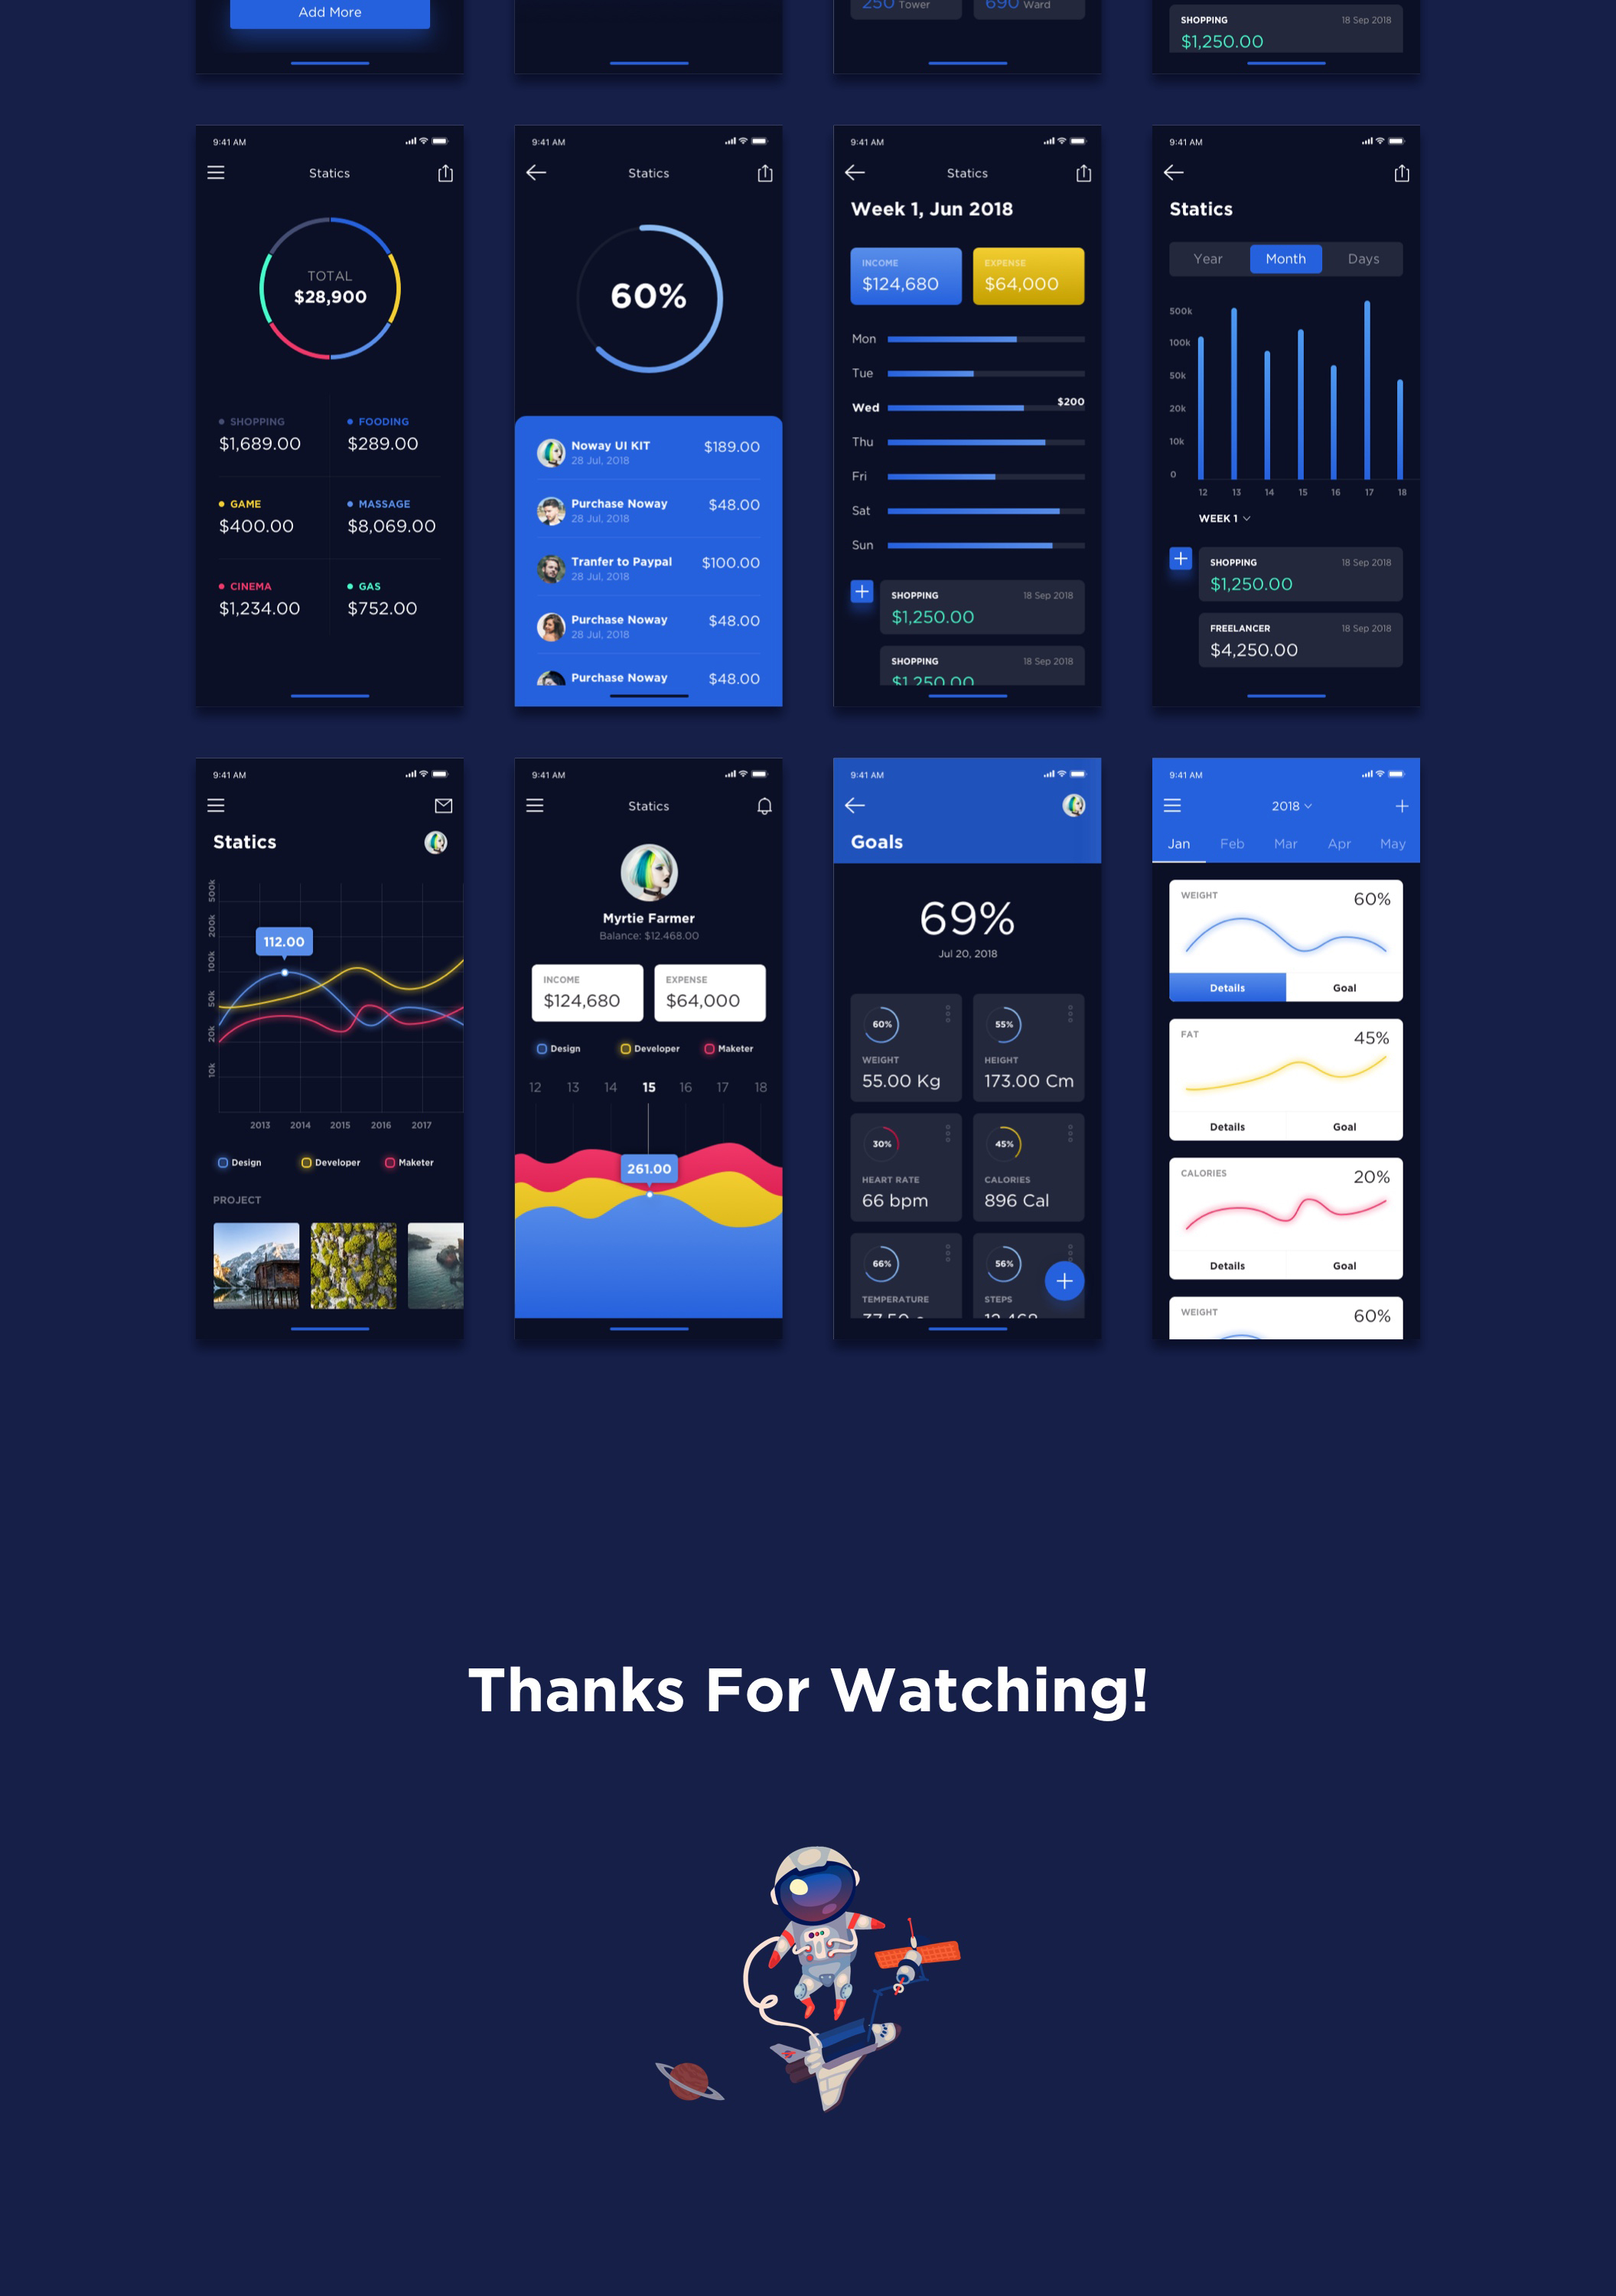 Add More
250 Tower
690 Ward
SHOPPING 18 Sep 2018
$1,250.00
9:41 AM
Statics
TOTAL
$28,900
SHOPPING
$1,689.00
FOODING
$289.00
GAME
$400.00
MASSAGE
$8,069.00
CINEMA
$1,234.00
GAS
$752.00
9:41 AM
Statics
60%
Noway UI KIT $189.00
28 Jul, 2018
Purchase Noway $48.00
28 Jul, 2018
Tranfer to Paypal $100.00
28 Jul, 2018
Purchase Noway $48.00
28 Jul, 2018
Purchase Noway $48.00
9:41 AM
Statics
Week 1, Jun 2018
INCOME
$124,680
EXPENSE
$64,000
Mon
Tue
Wed $200
Thu
Fri
Sat
Sun
SHOPPING 18 Sep 2018
$1,250.00
SHOPPING 18 Sep 2018
$1,250.00
9:41 AM
Statics
Year Month Days
500k
100k
50k
20k
10k
0
12 13 14 15 16 17 18
WEEK 1
SHOPPING 18 Sep 2018
$1,250.00
FREELANCER 18 Sep 2018
$4,250.00
9:41 AM
Statics
500k
200k
100k
50k
20k
10k
112.00
2013 2014 2015 2016 2017
Design Developer Maketer
PROJECT
9:41 AM
Statics
Myrtie Farmer
Balance: $12.468.00
INCOME
$124,680
EXPENSE
$64,000
Design Developer Maketer
12 13 14 15 16 17 18
261.00
9:41 AM
Goals
69%
Jul 20, 2018
60%
WEIGHT
55.00 Kg
55%
HEIGHT
173.00 Cm
30%
HEART RATE
66 bpm
45%
CALORIES
896 Cal
66%
TEMPERATURE
56%
STEPS
9:41 AM
2018
Jan Feb Mar Apr May
WEIGHT 60%
Details Goal
FAT 45%
Details Goal
CALORIES 20%
Details Goal
WEIGHT 60%
Thanks For Watching!